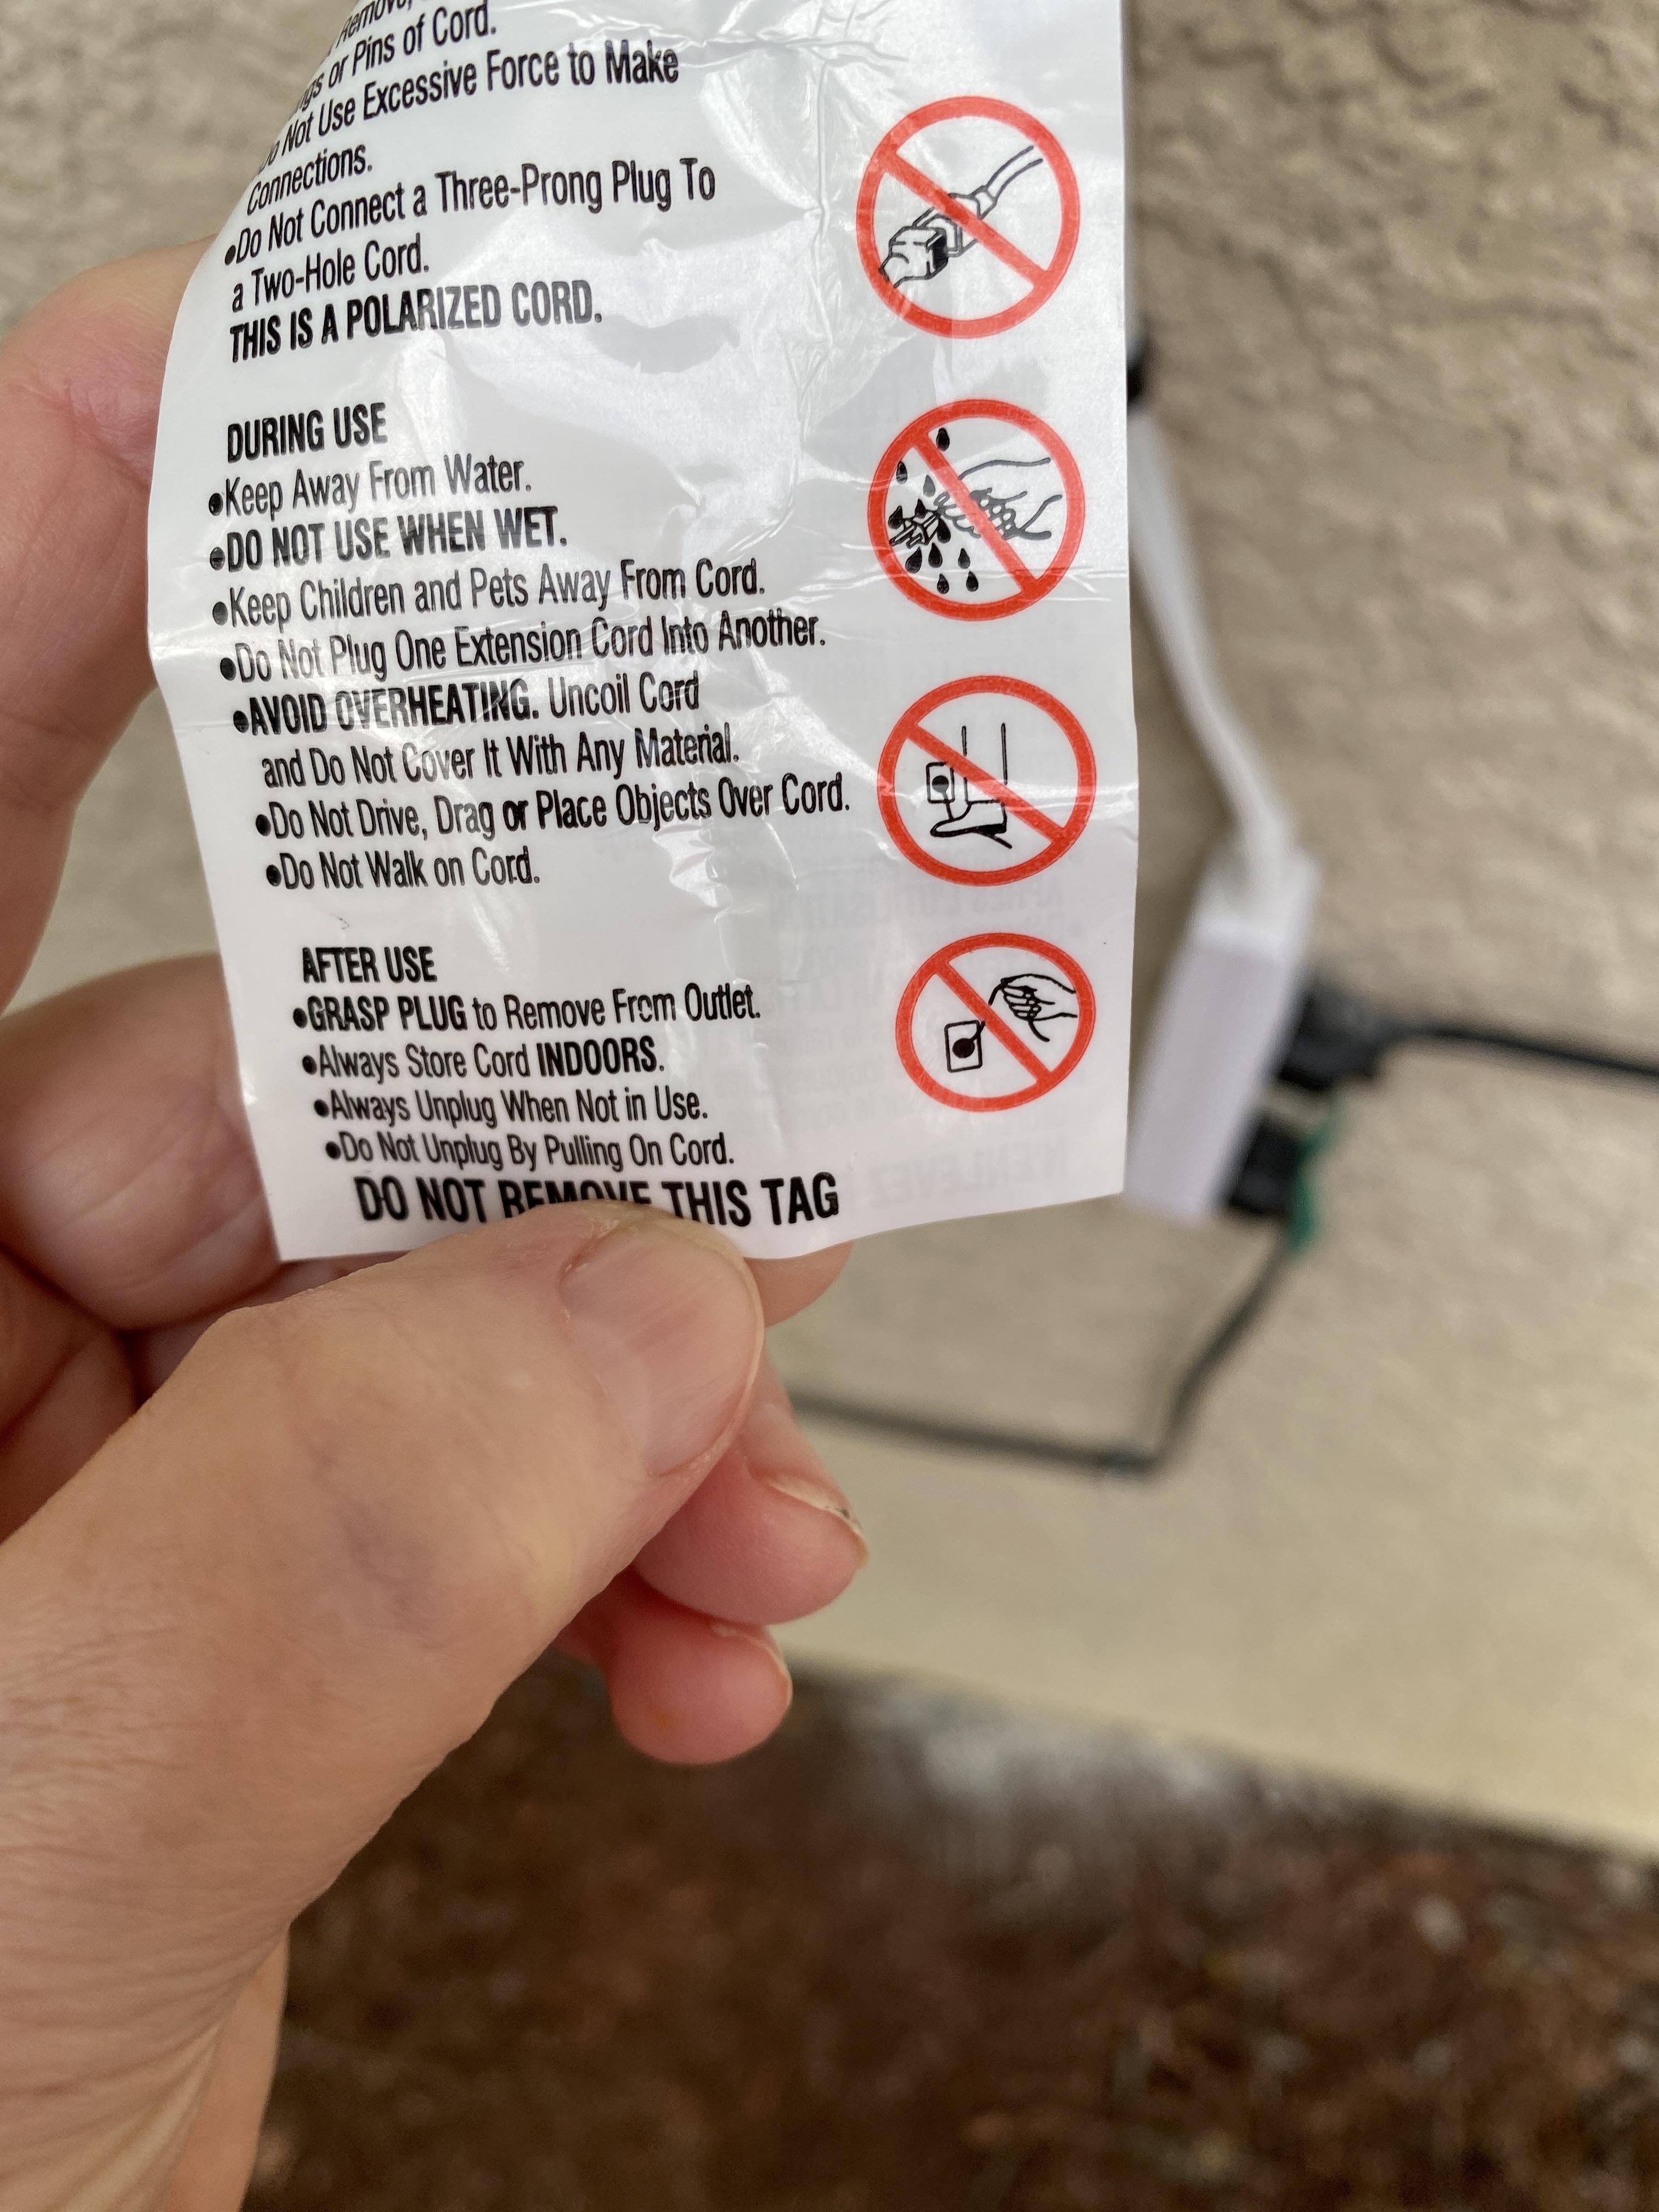 Remove,
or Pins of Cord.
Not Use Excessive Force to Make
Connections.
•Do Not Connect a Three-Prong Plug To
a Two-Hole Cord.
THIS IS A POLARIZED CORD.
DURING USE
•Keep Away From Water.
•DO NOT USE WHEN WET.
•Keep Children and Pets Away From Cord.
•Do Not Plug One Extension Cord Into Another.
•AVOID OVERHEATING. Uncoil Cord
and Do Not Cover It With Any Material.
•Do Not Drive, Drag or Place Objects Over Cord.
•Do Not Walk on Cord.
AFTER USE
•GRASP PLUG to Remove From Outlet.
•Always Store Cord INDOORS.
•Always Unplug When Not in Use.
•Do Not Unplug By Pulling On Cord.
DO NOT REMOVE THIS TAG